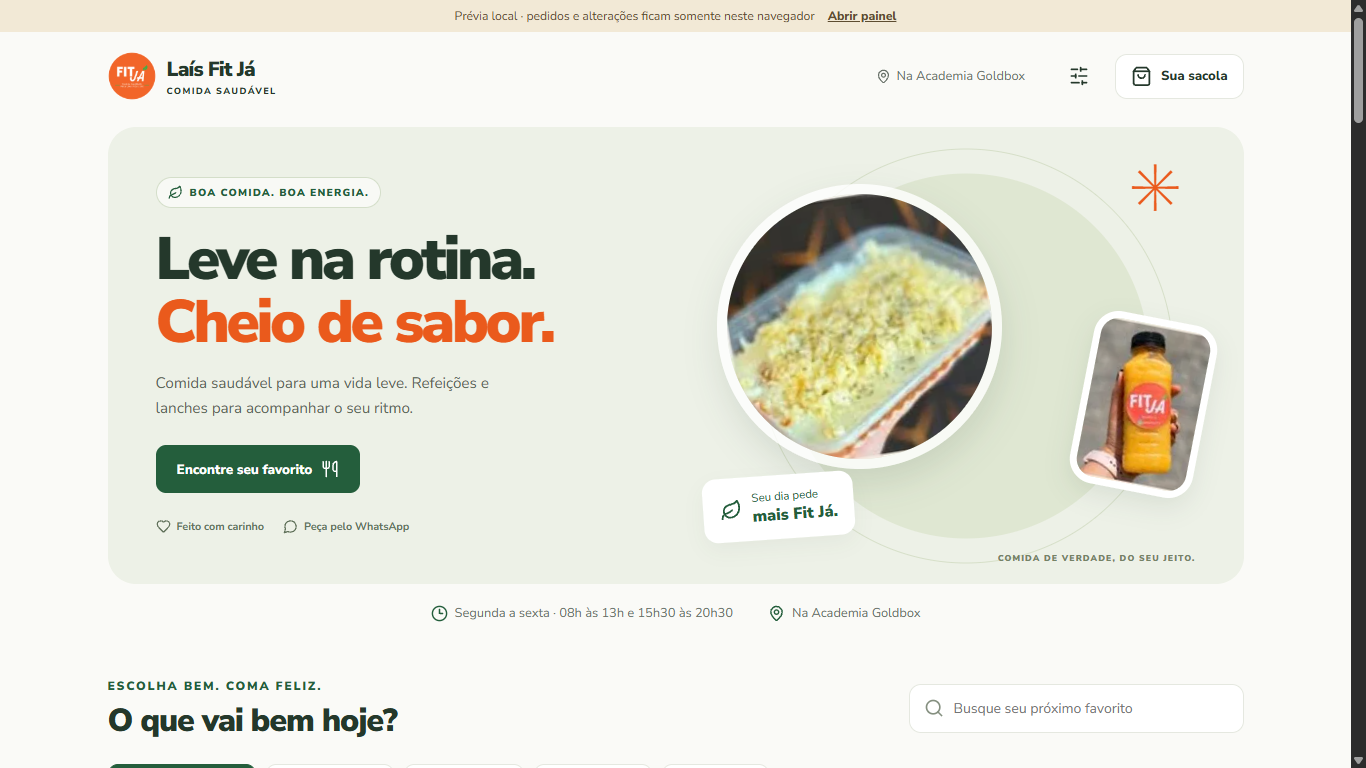 Prévia local · pedidos e alterações ficam somente neste navegador Abrir painel
FIT JÁ
Laís Fit Já
COMIDA SAUDÁVEL
Na Academia Goldbox
Sua sacola
BOA COMIDA. BOA ENERGIA.
Leve na rotina.
Cheio de sabor.
Comida saudável para uma vida leve. Refeições e
lanches para acompanhar o seu ritmo.
Encontre seu favorito
Feito com carinho
Peça pelo WhatsApp
FIT JÁ
Seu dia pede
mais Fit Já.
COMIDA DE VERDADE, DO SEU JEITO.
Segunda a sexta · 08h às 13h e 15h30 às 20h30
Na Academia Goldbox
ESCOLHA BEM. COMA FELIZ.
O que vai bem hoje?
Busque seu próximo favorito